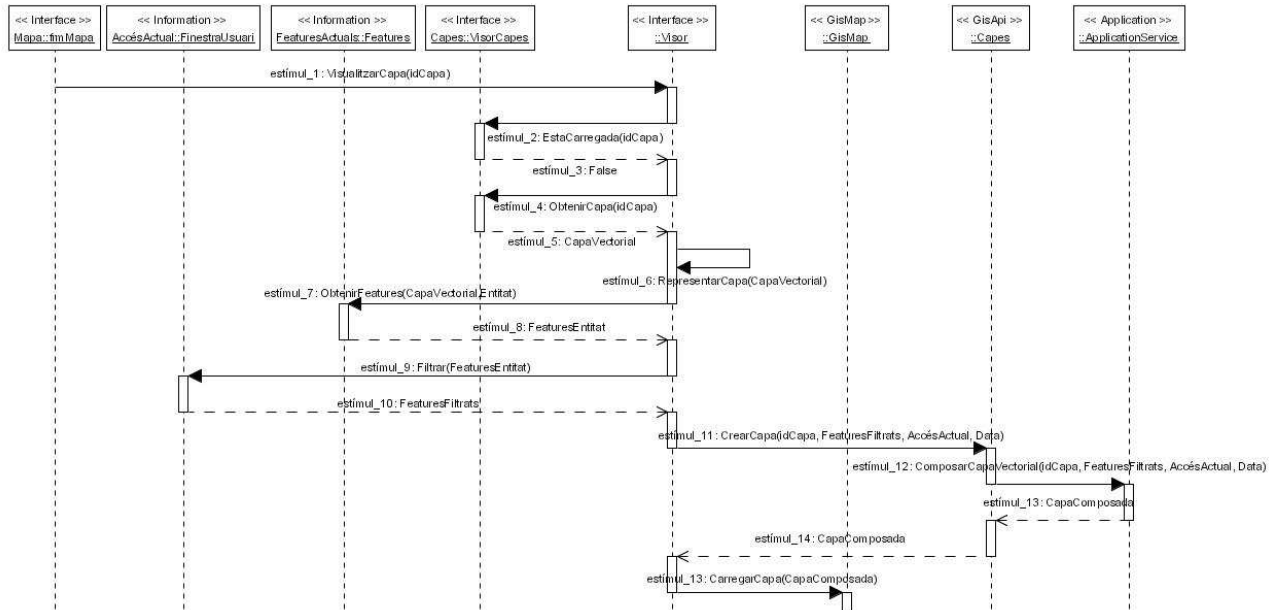 << Interface >>
Mapa::frmMapa
<< Information >>
AccésActual::FinestraUsuari
<< Information >>
FeaturesActuals::Features
<< Interface >>
Capes::VisorCapes
<< Interface >>
::Visor
<< GisMap >>
::GisMap
<< GisApi >>
::Capes
<< Application >>
::ApplicationService
estímul_1: VisualitzarCapa(idCapa)
estímul_2: EstaCarregada(idCapa)
estímul_3: False
estímul_4: ObtenirCapa(idCapa)
estímul_5: CapaVectorial
estímul_6: RepresentarCapa(CapaVectorial)
estímul_7: ObtenirFeatures(CapaVectorial,Entitat)
estímul_8: FeaturesEntitat
estímul_9: Filtrar(FeaturesEntitat)
estímul_10: FeaturesFiltrats
estímul_11: CrearCapa(idCapa, FeaturesFiltrats, AccésActual, Data)
estímul_12: ComposarCapaVectorial(idCapa, FeaturesFiltrats, AccésActual, Data)
estímul_13: CapaComposada
estímul_14: CapaComposada
estímul_13: CarregarCapa(CapaComposada)